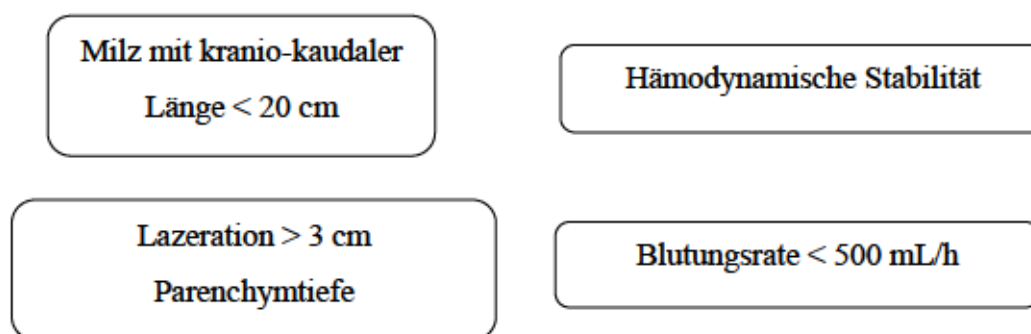 Milz mit kranio-kaudaler
Länge < 20 cm
Hämodynamische Stabilität
Lazeration > 3 cm
Parenchymtiefe
Blutungsrate < 500 mL/h